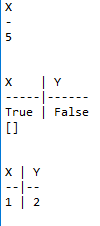 X
-
5
X     | Y
------|------
True | False
[]
X | Y
--|--
1 | 2